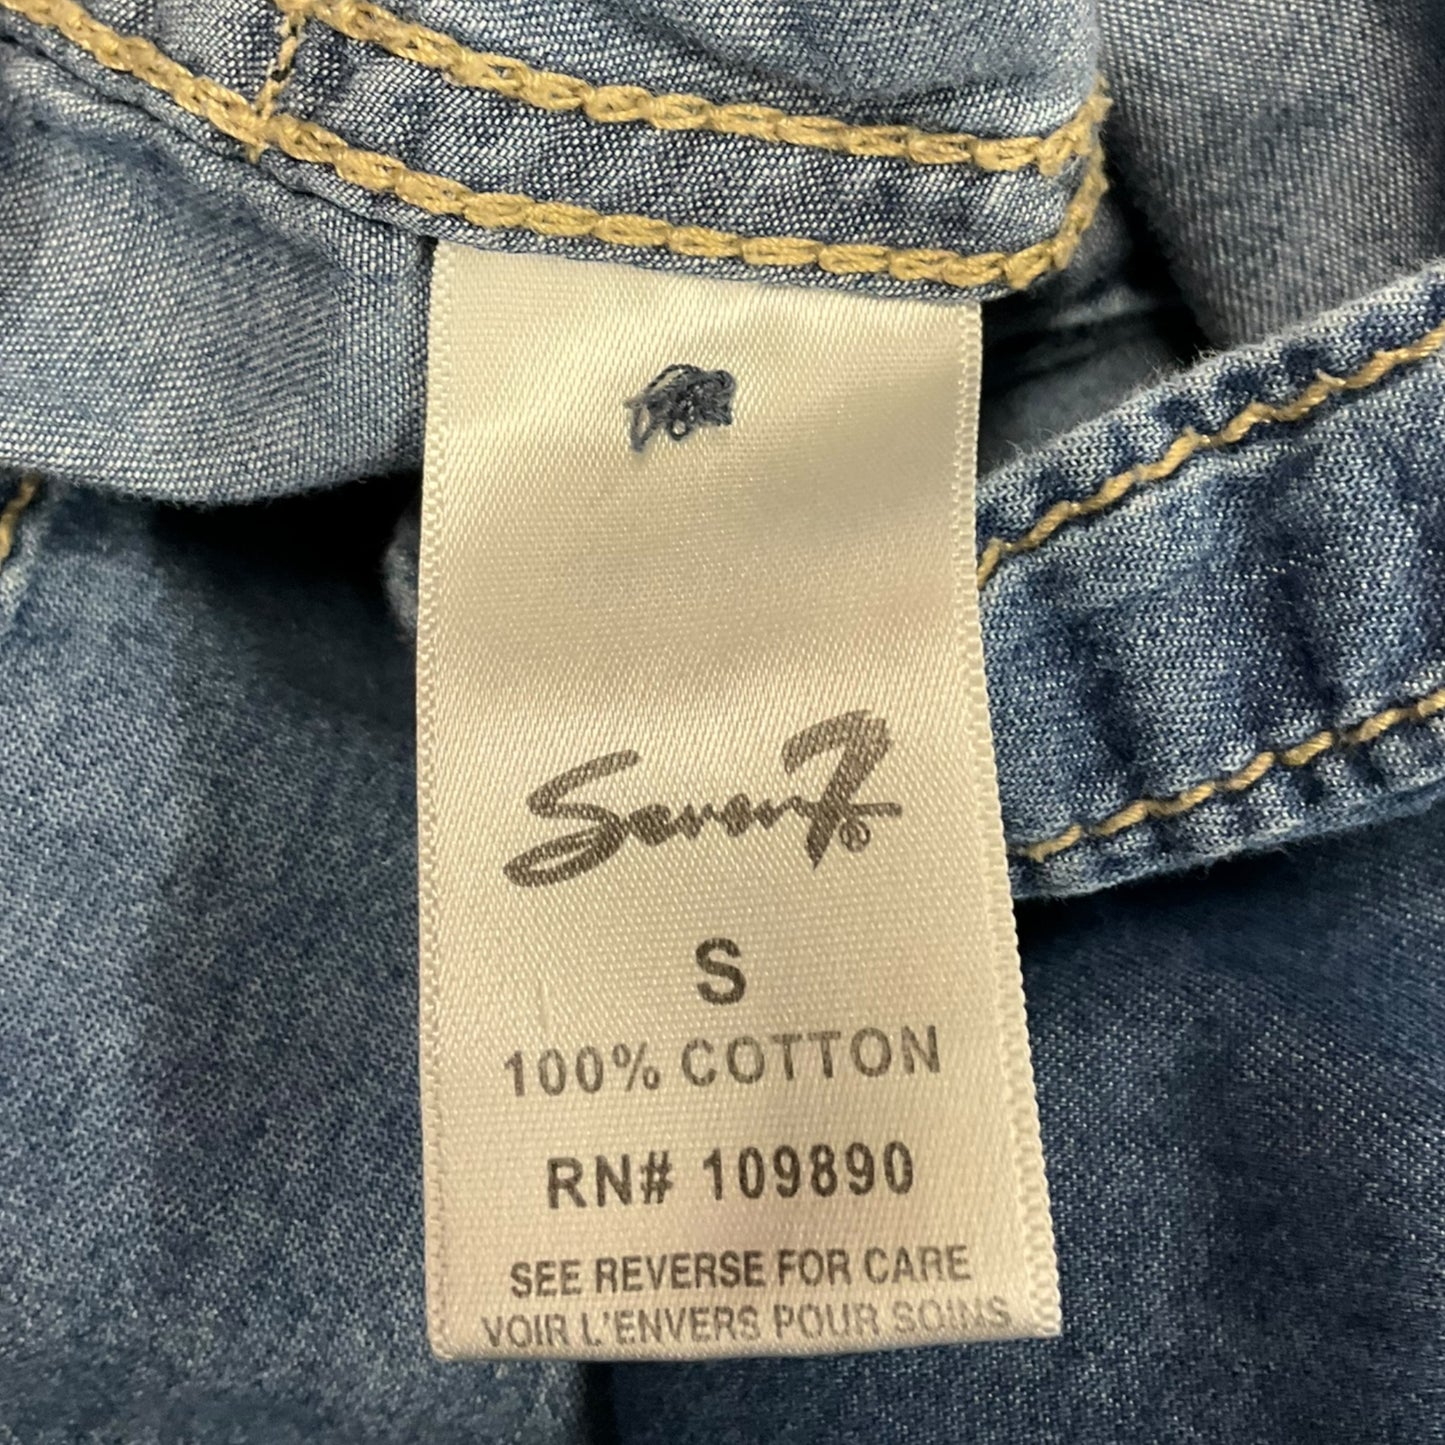 Seven7®
S
100% COTTON
RN# 109890
SEE REVERSE FOR CARE
VOIR L'ENVERS POUR SOINS